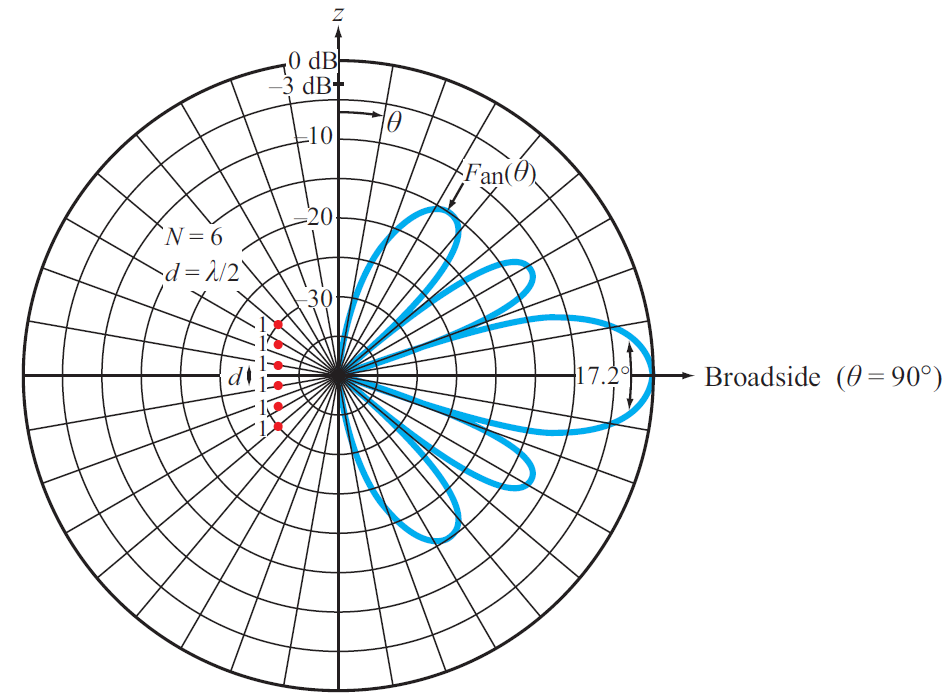 z
0 dB
–3 dB
θ
–10
Fan(θ)
–20
N = 6
d = λ/2
–30
1
1
1
d
1
1
1
17.2°
Broadside (θ = 90°)